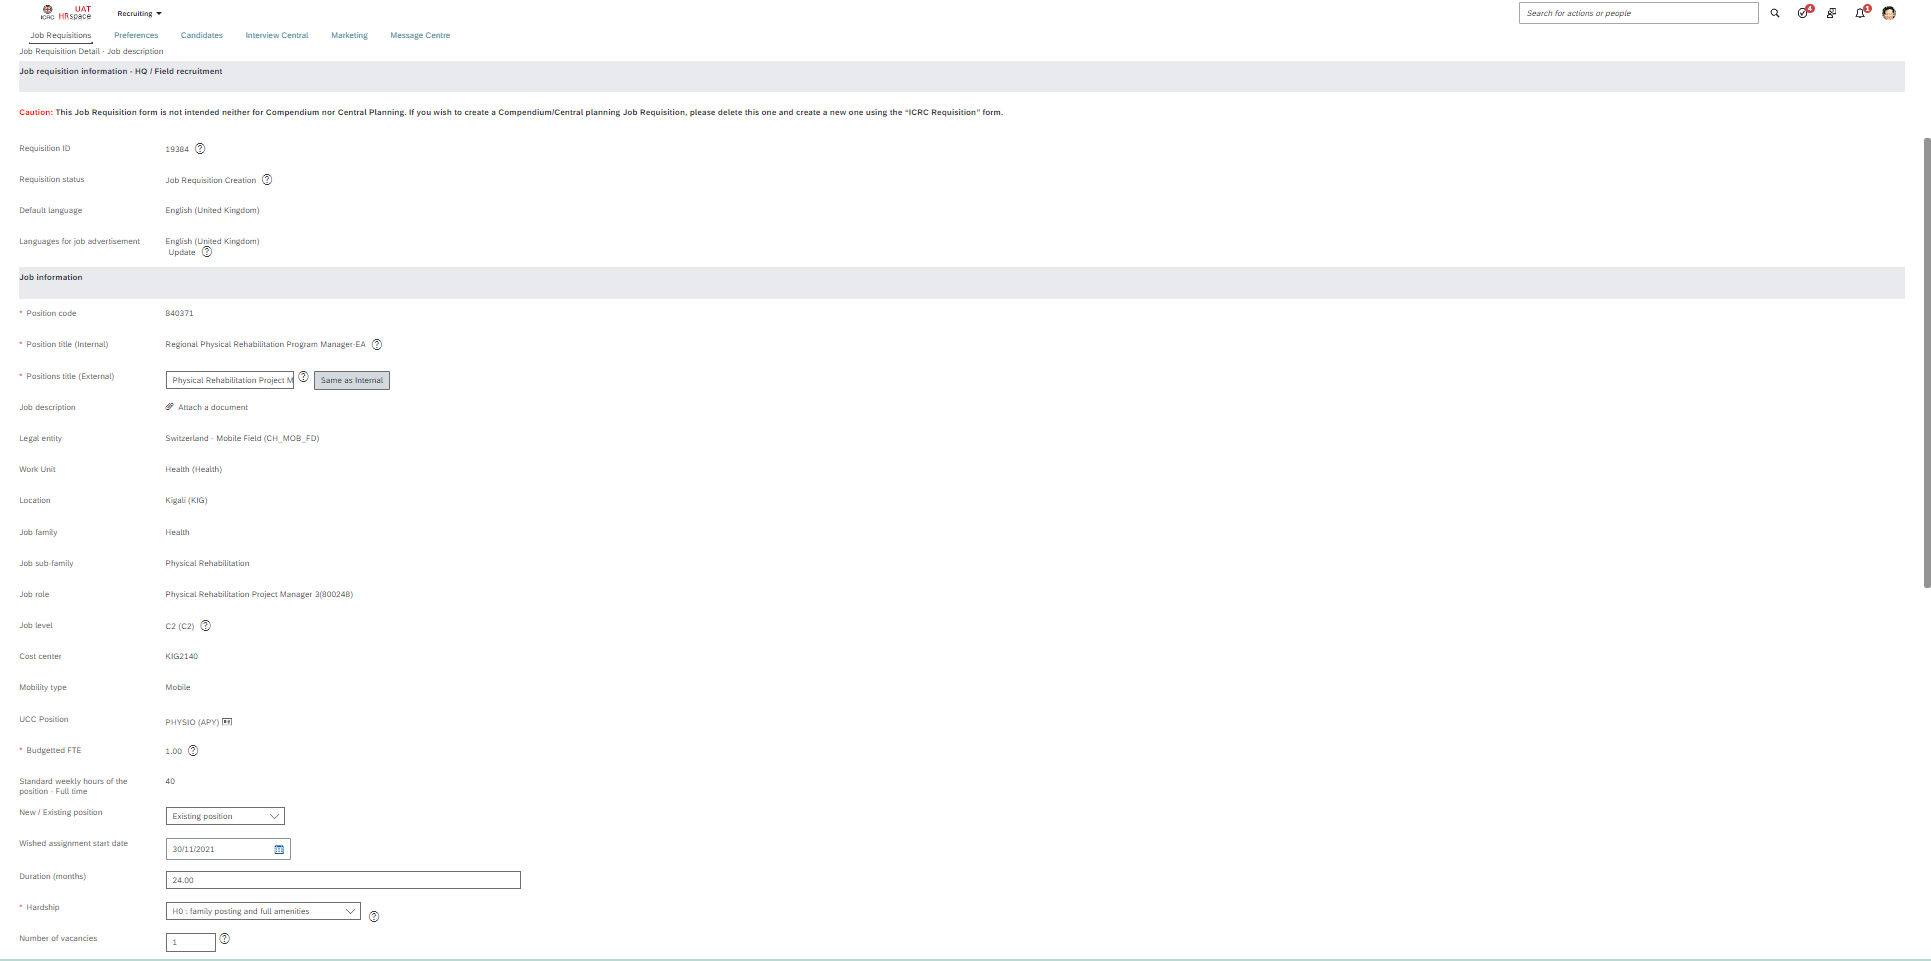 ICRC
UAT
HRspace
Recruiting
Search for actions or people
4
1
Job Requisitions Preferences Candidates Interview Central Marketing Message Centre
Job Requisition Detail - Job description
Job requisition information - HQ / Field recruitment
Caution: This Job Requisition form is not intended neither for Compendium nor Central Planning. If you wish to create a Compendium/Central planning Job Requisition, please delete this one and create a new one using the “ICRC Requisition” form.
Requisition ID 19384 ?
Requisition status Job Requisition Creation ?
Default language English (United Kingdom)
Languages for job advertisement English (United Kingdom)
Update ?
Job information
* Position code 840371
* Position title (Internal) Regional Physical Rehabilitation Program Manager-EA ?
* Positions title (External) Physical Rehabilitation Project M ? Same as Internal
Job description Attach a document
Legal entity Switzerland - Mobile Field (CH_MOB_FD)
Work Unit Health (Health)
Location Kigali (KIG)
Job family Health
Job sub-family Physical Rehabilitation
Job role Physical Rehabilitation Project Manager 3(800248)
Job level C2 (C2) ?
Cost center KIG2140
Mobility type Mobile
UCC Position PHYSIO (APY)
* Budgetted FTE 1.00 ?
Standard weekly hours of the 40
position - Full time
New / Existing position Existing position
Wished assignment start date 30/11/2021
Duration (months) 24.00
* Hardship H0 : family posting and full amenities ?
Number of vacancies 1 ?